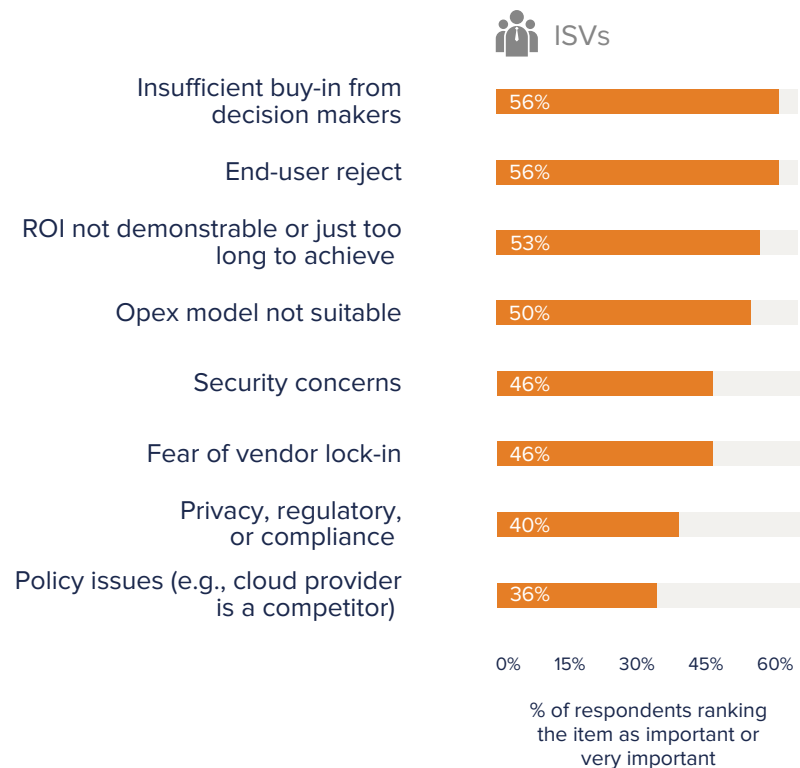 ISVs
Insufficient buy-in from
decision makers
56%
End-user reject
56%
ROI not demonstrable or just too
long to achieve
53%
Opex model not suitable
50%
Security concerns
46%
Fear of vendor lock-in
46%
Privacy, regulatory,
or compliance
40%
Policy issues (e.g., cloud provider
is a competitor)
36%
0% 15% 30% 45% 60%
% of respondents ranking
the item as important or
very important